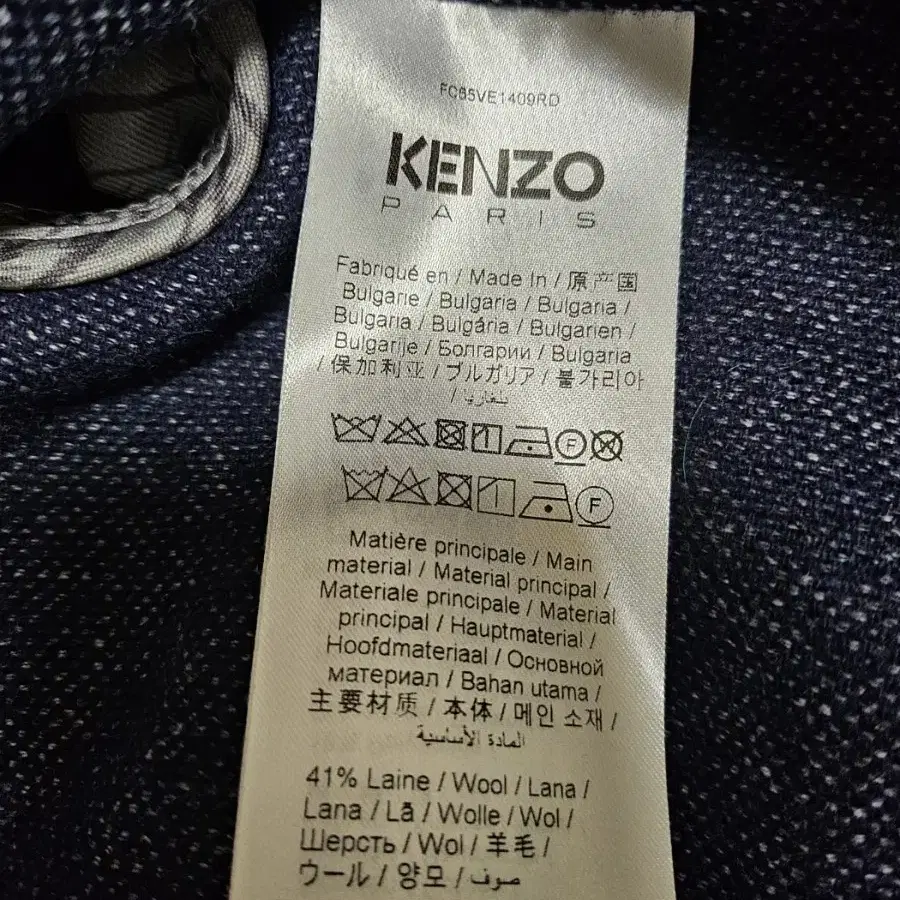 FC65VE1409RD
KENZO
PARIS
Fabriqué en / Made In / 原产国
Bulgarie / Bulgaria / Bulgaria /
Bulgaria / Bulgária / Bulgarien /
Bulgarije / Болгарии / Bulgaria
/ 保加利亚 / ブルガリア / 불가리아
/ بلغاريا
F
F
Matière principale / Main
material / Material principal /
Materiale principale / Material
principal / Hauptmaterial /
Hoofdmateriaal / Основной
материал / Bahan utama /
主要材质 / 本体 / 메인 소재 /
المادة الأساسية
41% Laine / Wool / Lana /
Lana / Lã / Wolle / Wol /
Шерсть / Wol / 羊毛 /
ウール / 양모 / صوف